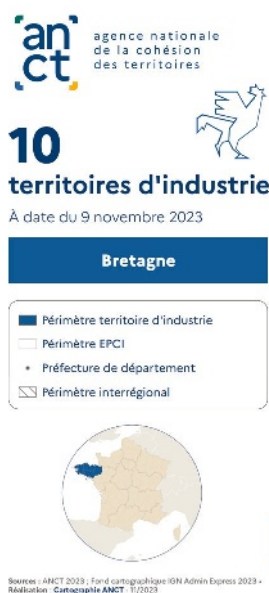 anct
agence nationale
de la cohésion
des territoires
10
territoires d'industrie
À date du 9 novembre 2023
Bretagne
Périmètre territoire d'industrie
Périmètre EPCI
Préfecture de département
Périmètre interrégional
Sources : ANCT 2023 ; Fond cartographique IGN Admin Express 2023 •
Réalisation : Cartographie ANCT · 11/2023